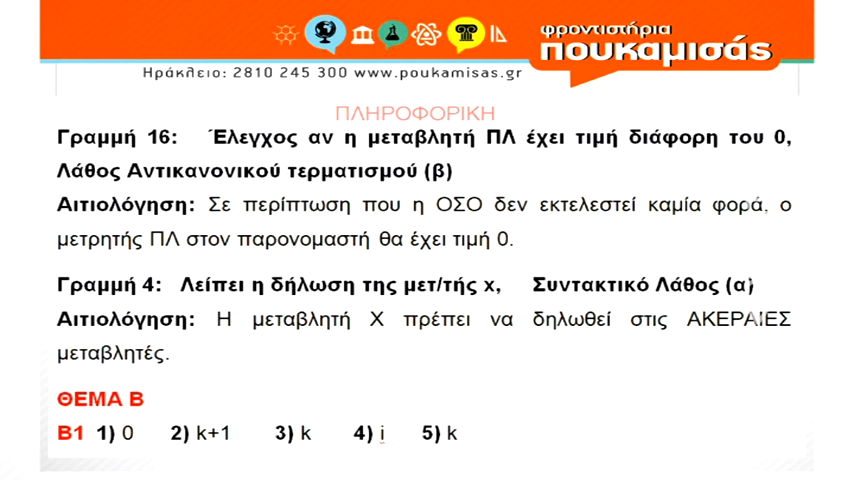 φροντιστήρια
πουκαμισάς
Ηράκλειο: 2810 245 300 www.poukamisas.gr
ΠΛΗΡΟΦΟΡΙΚΗ
Γραμμή 16: Έλεγχος αν η μεταβλητή ΠΛ έχει τιμή διάφορη του 0,
Λάθος Αντικανονικού τερματισμού (β)
Αιτιολόγηση: Σε περίπτωση που η ΟΣΟ δεν εκτελεστεί καμία φορά, ο
μετρητής ΠΛ στον παρονομαστή θα έχει τιμή 0.
Γραμμή 4: Λείπει η δήλωση της μετ/τής x, Συντακτικό Λάθος (α)
Αιτιολόγηση: Η μεταβλητή Χ πρέπει να δηλωθεί στις ΑΚΕΡΑΙΕΣ
μεταβλητές.
ΘΕΜΑ Β
Β1 1) 0 2) k+1 3) k 4) i 5) k